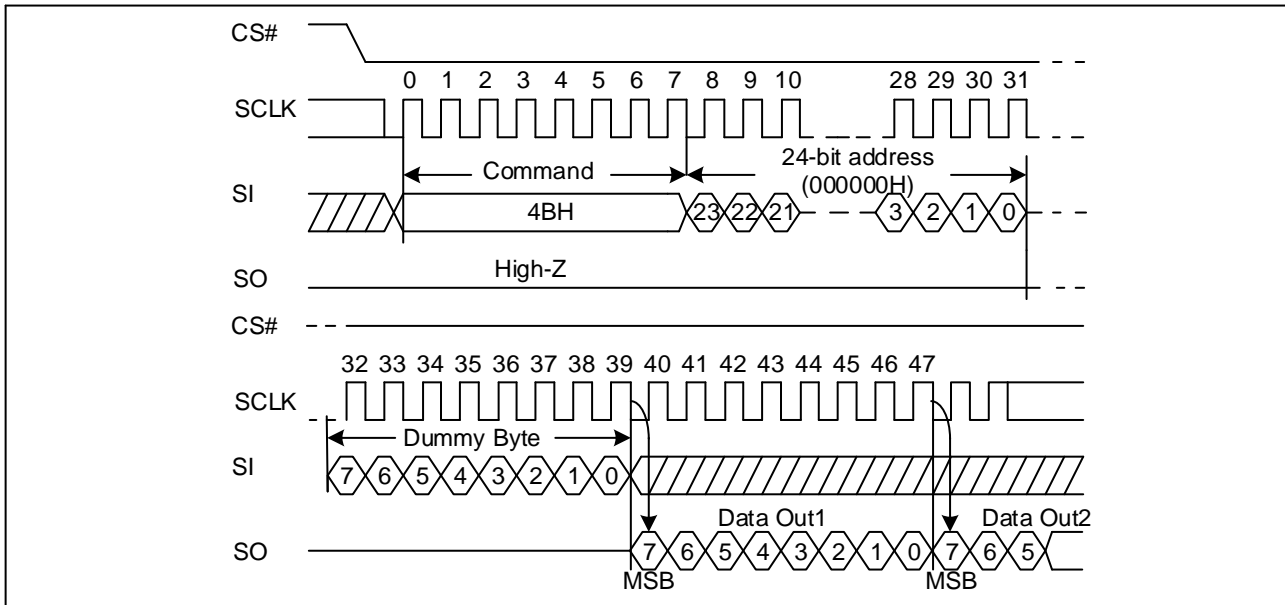 CS#
0 1 2 3 4 5 6 7 8 9 10 28 29 30 31
SCLK
Command 24-bit address
(000000H)
SI
4BH 23 22 21 3 2 1 0
High-Z
SO
CS#
32 33 34 35 36 37 38 39 40 41 42 43 44 45 46 47
SCLK
Dummy Byte
SI
7 6 5 4 3 2 1 0
Data Out1 Data Out2
SO
7 6 5 4 3 2 1 0 7 6 5
MSB MSB